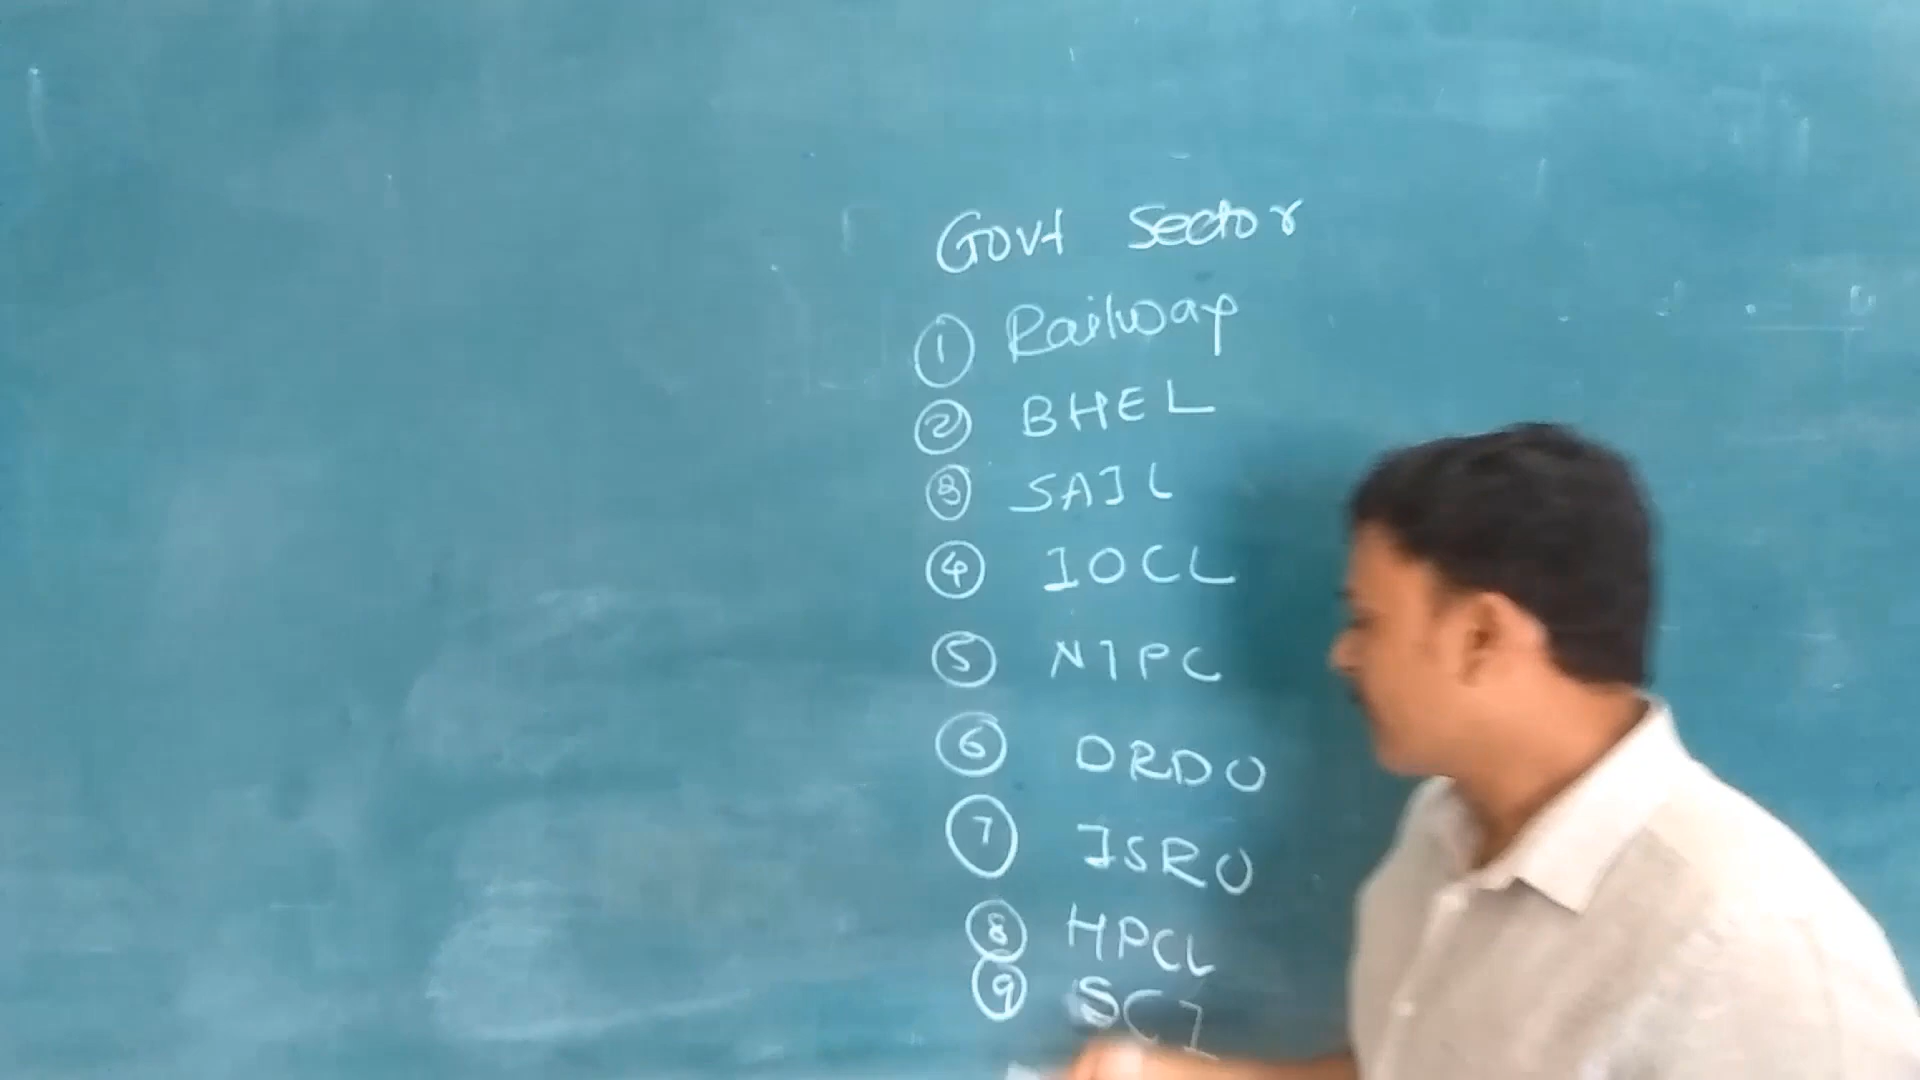 Govt Sector
① Railway
② BHEL
③ SAIL
④ IOCL
⑤ NTPC
⑥ DRDO
⑦ ISRO
⑧ HPCL
⑨ SCI